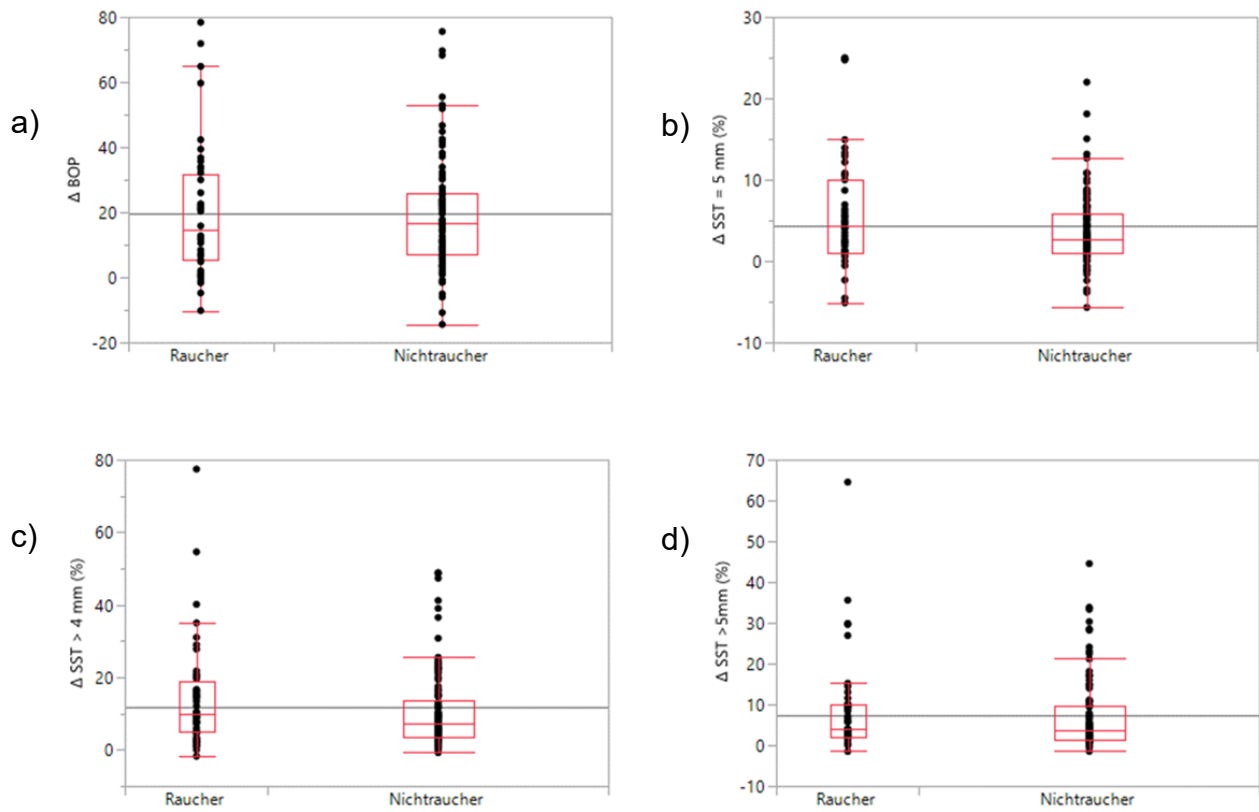 a)
Δ BOP
80
60
40
20
0
-20
Raucher
Nichtraucher
b)
Δ SST = 5 mm (%)
30
20
10
0
-10
Raucher
Nichtraucher
c)
Δ SST > 4 mm (%)
80
60
40
20
0
Raucher
Nichtraucher
d)
Δ SST >5mm (%)
70
60
50
40
30
20
10
0
-10
Raucher
Nichtraucher